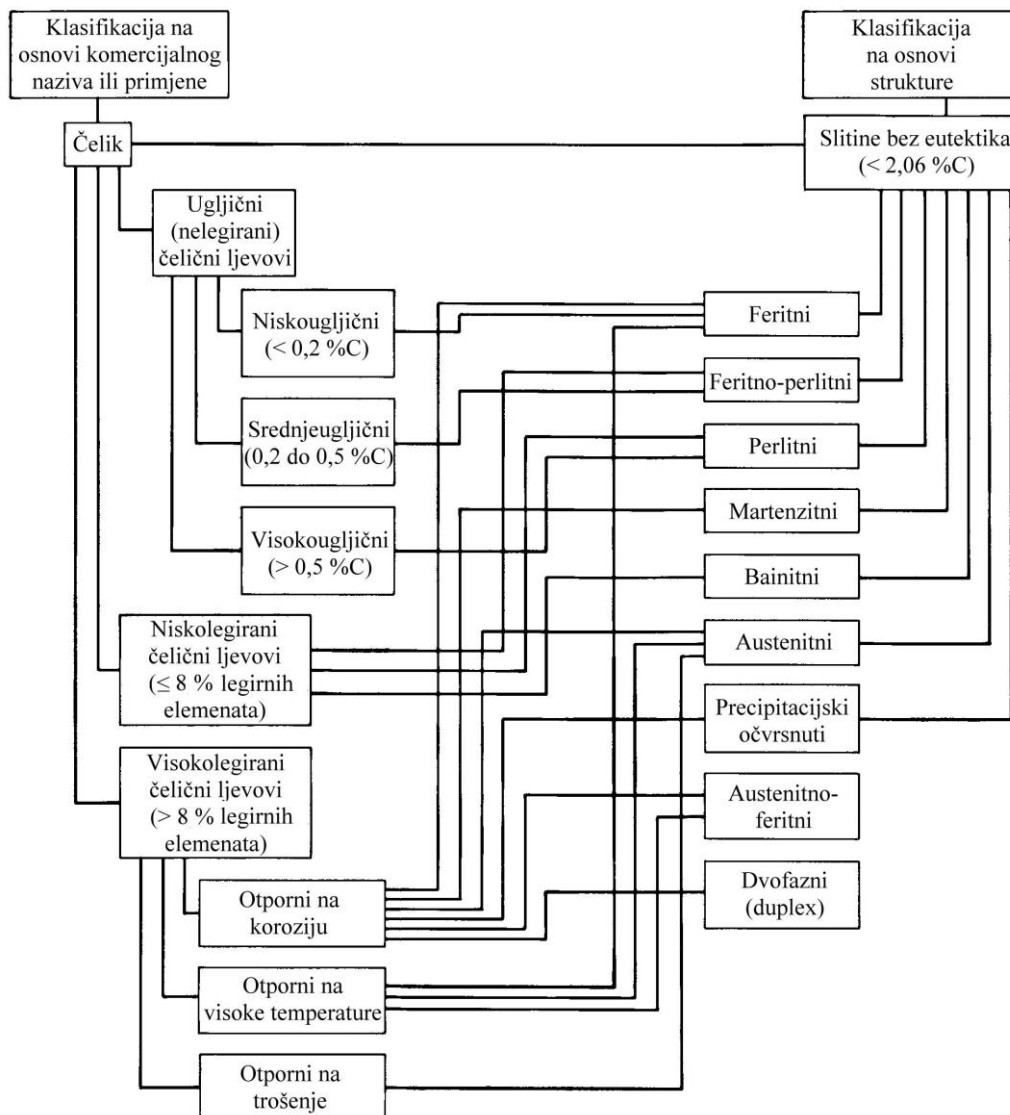 Klasifikacija na
osnovi komercijalnog
naziva ili primjene
Klasifikacija
na osnovi
strukture
Čelik
Slitine bez eutektika
(< 2,06 %C)
Ugljični
(nelegirani)
čelični ljevovi
Niskougljični
(< 0,2 %C)
Srednjeugljični
(0,2 do 0,5 %C)
Visokougljični
(> 0,5 %C)
Niskolegirani
čelični ljevovi
(≤ 8 % legirnih
elemenata)
Visokolegirani
čelični ljevovi
(> 8 % legirnih
elemenata)
Otporni na
koroziju
Otporni na
visoke temperature
Otporni na
trošenje
Feritni
Feritno-perlitni
Perlitni
Martenzitni
Bainitni
Austenitni
Precipitacijski
očvrsnuti
Austenitno-
feritni
Dvofazni
(duplex)